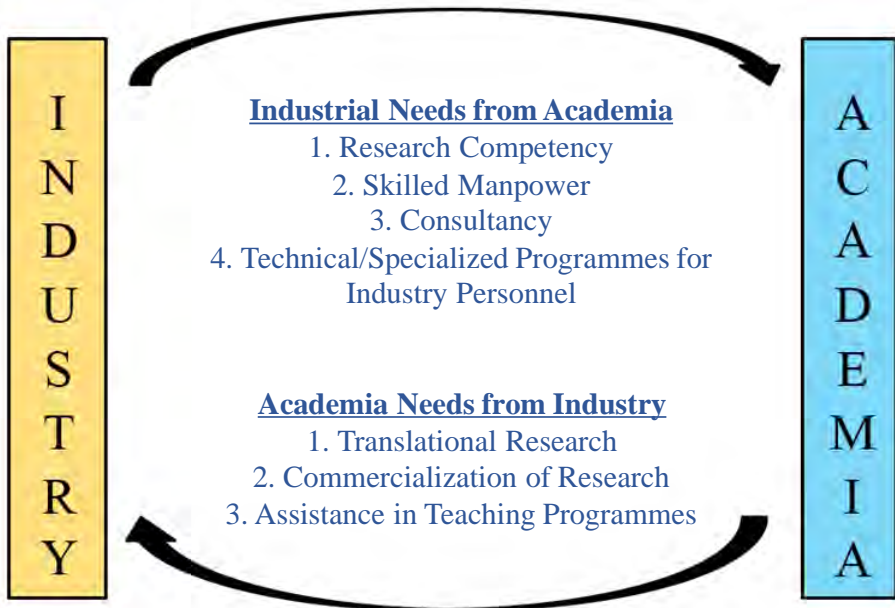 INDUSTRY
Industrial Needs from Academia
1. Research Competency
2. Skilled Manpower
3. Consultancy
4. Technical/Specialized Programmes for
Industry Personnel
Academia Needs from Industry
1. Translational Research
2. Commercialization of Research
3. Assistance in Teaching Programmes
ACADEMIA